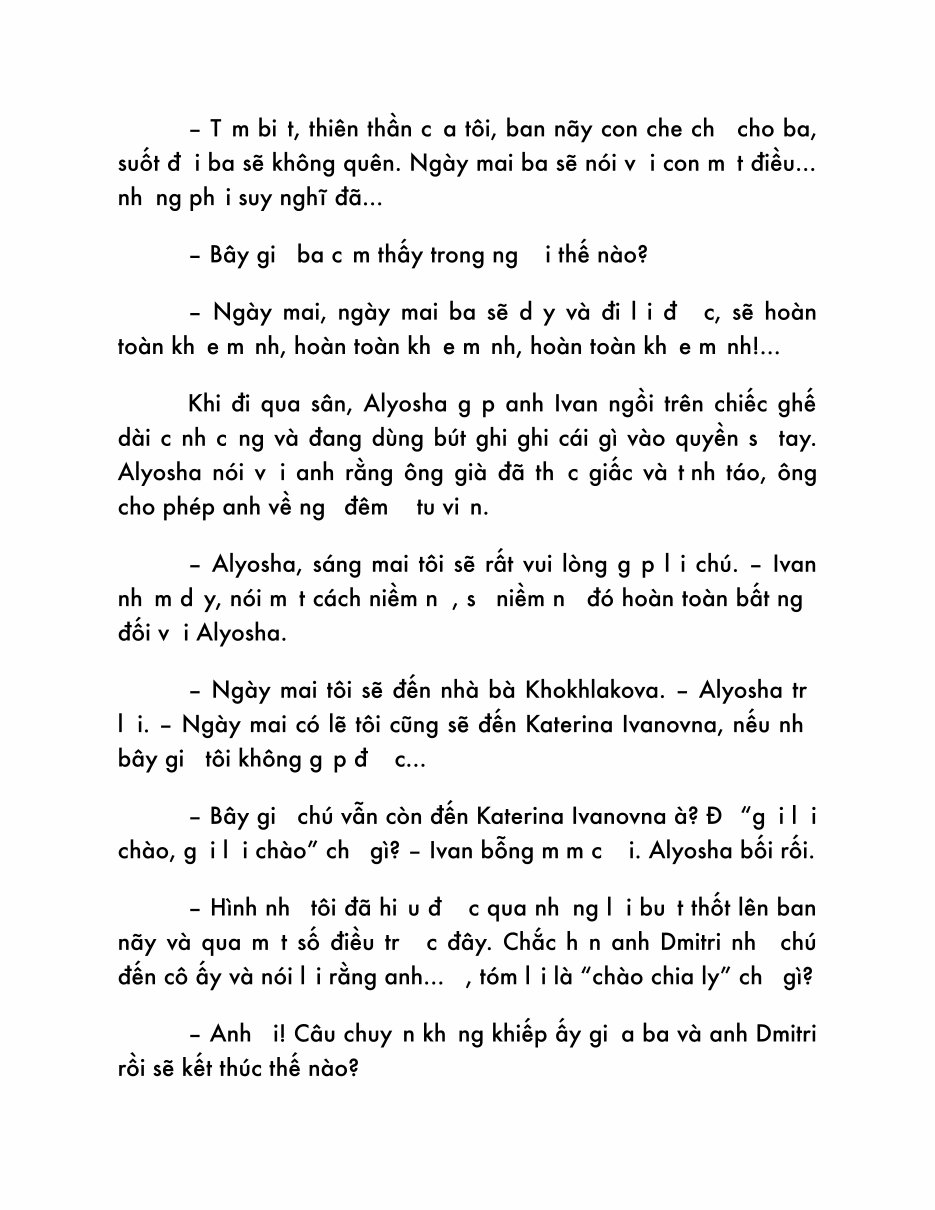 – T m bi t, thiên thần c a tôi, ban nãy con che ch cho ba,
suốt đ i ba sẽ không quên. Ngày mai ba sẽ nói v i con m t điều...
nh ng ph i suy nghĩ đã...
– Bây gi ba c m thấy trong ng i thế nào?
– Ngày mai, ngày mai ba sẽ d y và đi l i đ c, sẽ hoàn
toàn kh e m nh, hoàn toàn kh e m nh, hoàn toàn kh e m nh!...
Khi đi qua sân, Alyosha g p anh Ivan ngồi trên chiếc ghế
dài c nh c ng và đang dùng bút ghi ghi cái gì vào quyền s tay.
Alyosha nói v i anh rằng ông già đã th c giấc và t nh táo, ông
cho phép anh về ng đêm tu vi n.
– Alyosha, sáng mai tôi sẽ rất vui lòng g p l i chú. – Ivan
nh m d y, nói m t cách niềm n , s niềm n đó hoàn toàn bất ng
đối v i Alyosha.
– Ngày mai tôi sẽ đến nhà bà Khokhlakova. – Alyosha tr
l i. – Ngày mai có lẽ tôi cũng sẽ đến Katerina Ivanovna, nếu nh
bây gi tôi không g p đ c...
– Bây gi chú vẫn còn đến Katerina Ivanovna à? Đ “g i l i
chào, g i l i chào” ch gì? – Ivan bỗng m m c i. Alyosha bối rối.
– Hình nh tôi đã hi u đ c qua nh ng l i bu t thốt lên ban
nãy và qua m t số điều tr c đây. Chắc h n anh Dmitri nh chú
đến cô ấy và nói l i rằng anh... , tóm l i là “chào chia ly” ch gì?
– Anh i! Câu chuy n kh ng khiếp ấy gi a ba và anh Dmitri
rồi sẽ kết thúc thế nào?